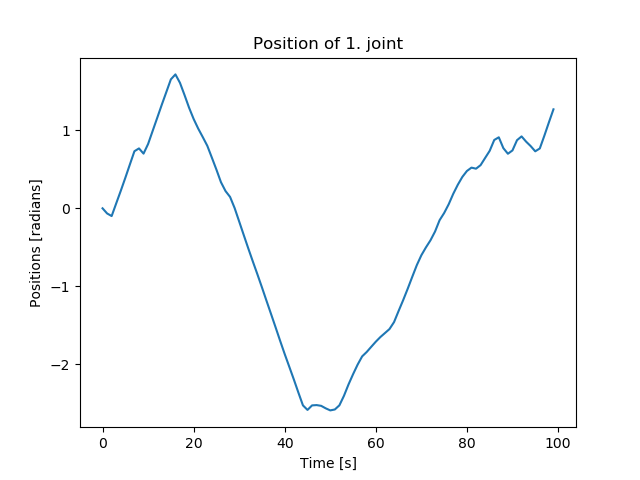 Position of 1. joint
Positions [radians]
1
0
−1
−2
0 20 40 60 80 100
Time [s]